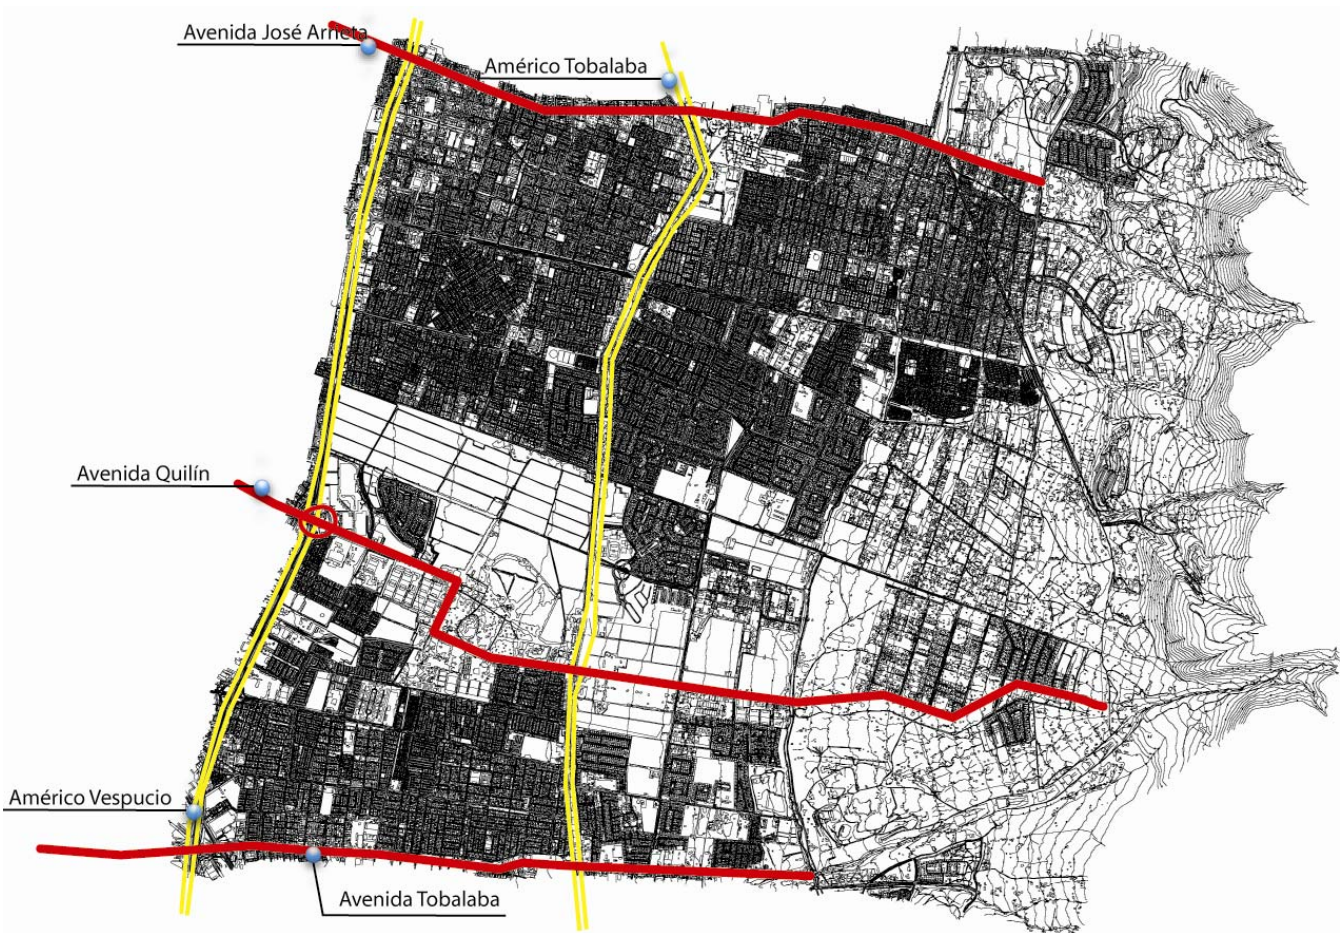 Avenida José Arrieta
Américo Tobalaba
Avenida Quilín
Américo Vespucio
Avenida Tobalaba